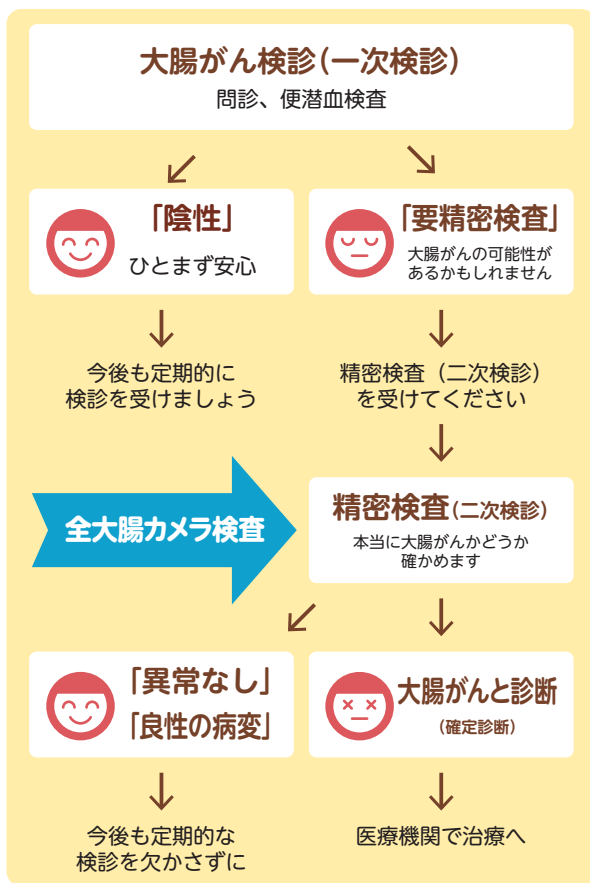 大腸がん検診（一次検診）
問診、便潜血検査
「陰性」
ひとまず安心
「要精密検査」
大腸がんの可能性が
あるかもしれません
今後も定期的に
検診を受けましょう
精密検査（二次検診）
を受けてください
全大腸カメラ検査
精密検査（二次検診）
本当に大腸がんかどうか
確かめます
「異常なし」
「良性の病変」
大腸がんと診断
（確定診断）
今後も定期的な
検診を欠かさずに
医療機関で治療へ